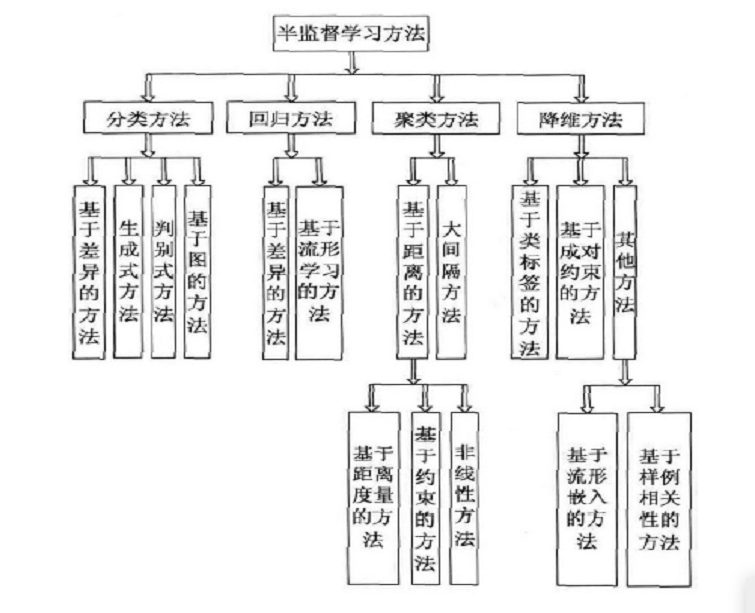 半监督学习方法
分类方法
回归方法
聚类方法
降维方法
基于差异的方法
生成式方法
判别式方法
基于图的方法
基于差异的方法
基于流形学习的方法
基于距离的方法
大间隔方法
基于类标签的方法
基于成对约束的方法
其他方法
基于距离度量的方法
基于约束的方法
非线性方法
基于流形嵌入的方法
基于样例相关性的方法